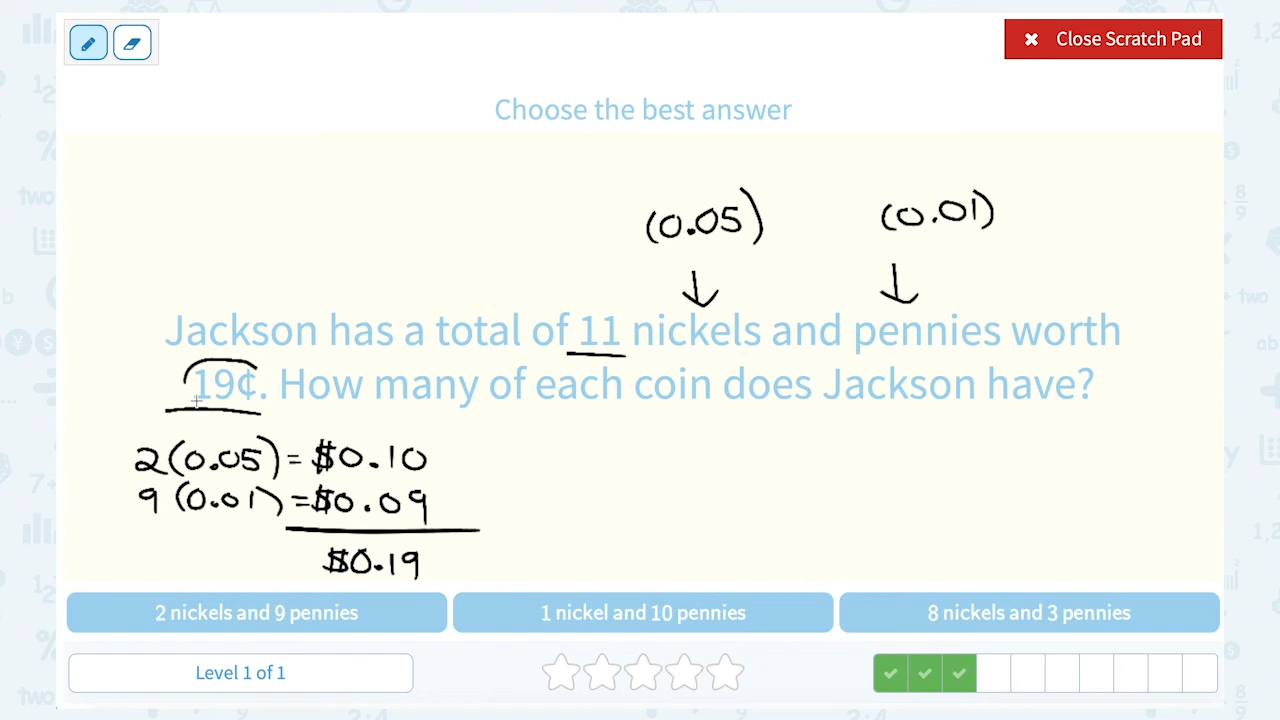 Close Scratch Pad
Choose the best answer
(0.05) (0.01)
Jackson has a total of 11 nickels and pennies worth
19¢. How many of each coin does Jackson have?
2(0.05) = $0.10
9(0.01) = $0.09
$0.19
2 nickels and 9 pennies
1 nickel and 10 pennies
8 nickels and 3 pennies
Level 1 of 1